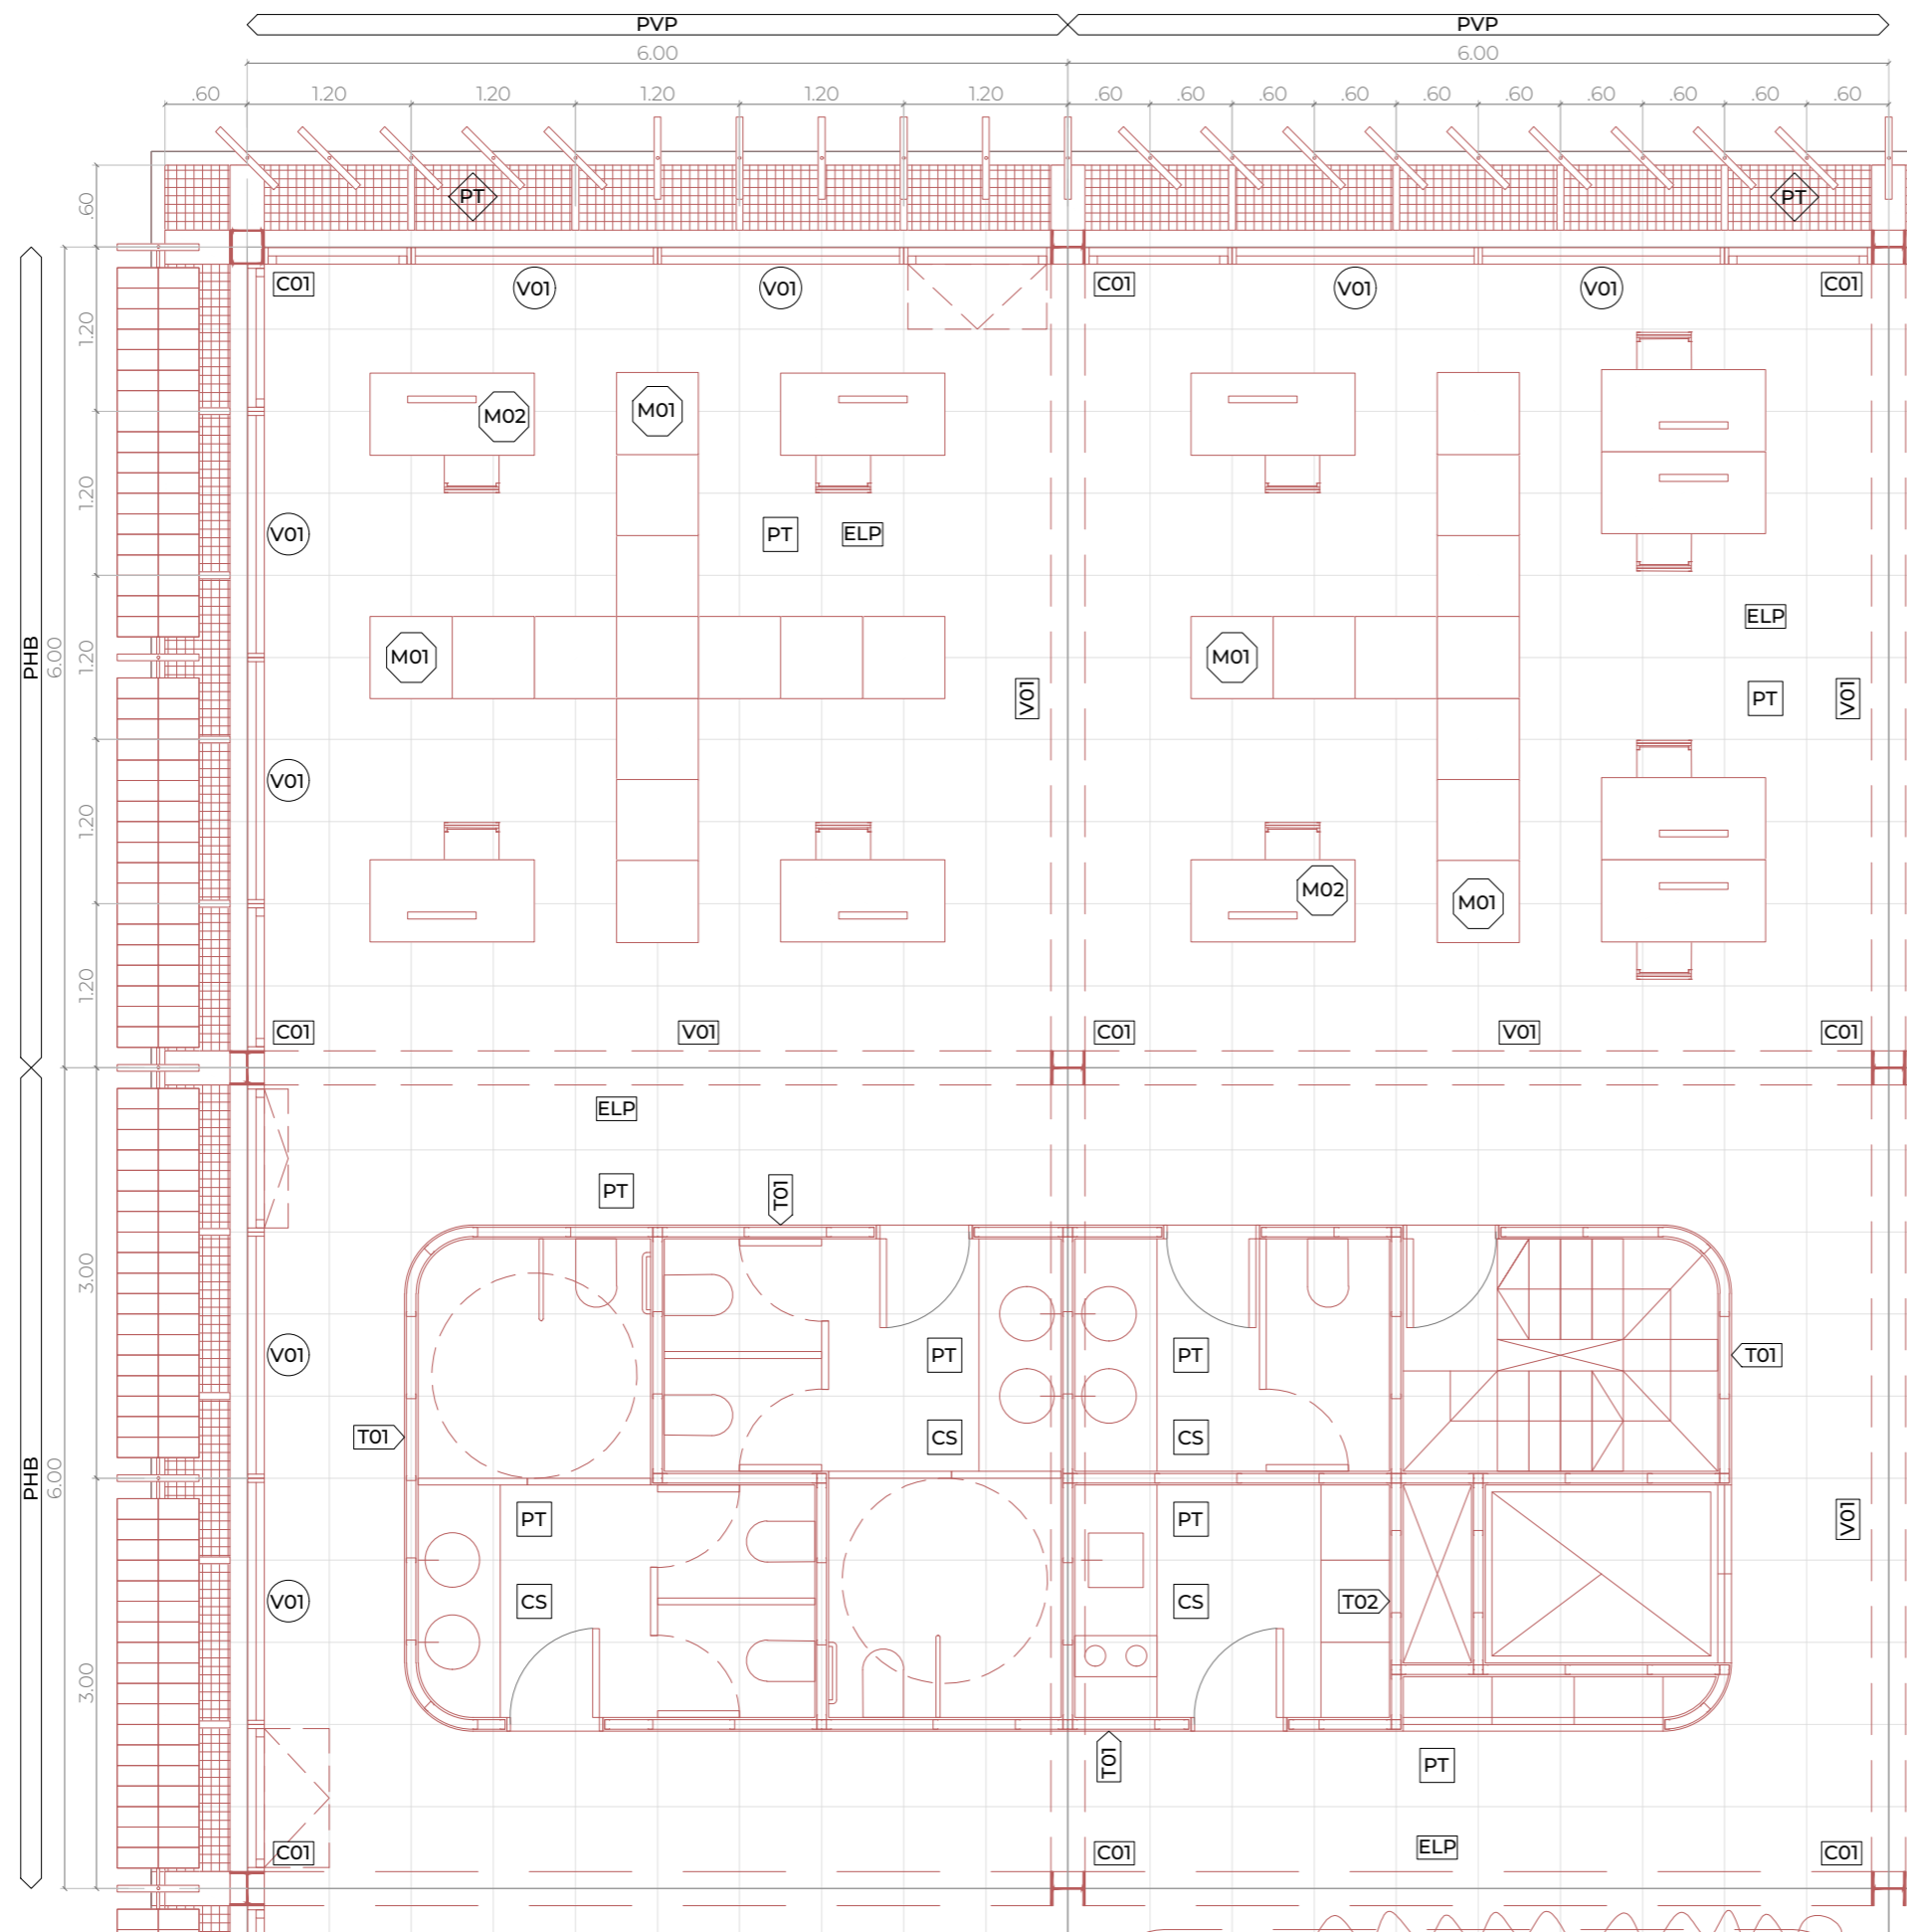 PVP PVP
6.00 6.00
.60 1.20 1.20 1.20 1.20 1.20 .60 .60 .60 .60 .60 .60 .60 .60 .60 .60
PT PT
.60
C01 V01 V01 C01 V01 V01 C01
1.20
M02 M01
1.20
V01 PT ELP
ELP
PHB 6.00 1.20 M01 M01
V01 PT V01
V01
1.20
M02 M01
1.20
C01 V01 C01 V01 C01
ELP
PT T01
3.00
V01 PT PT T01
T01 CS CS
PHB 6.00
PT PT V01
V01 CS CS T02
3.00
T01 PT
C01 C01 ELP C01